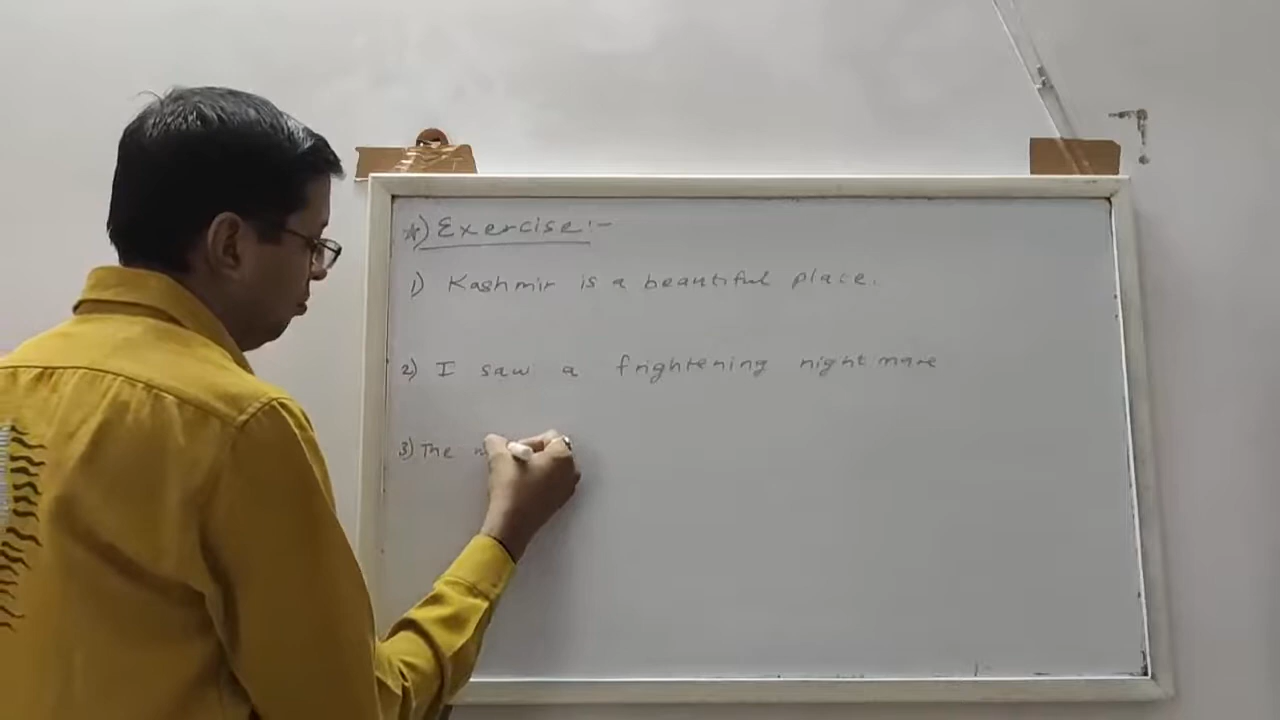 *) Exercise:-
1) Kashmir is a beautiful place.
2) I saw a frightening nightmare
3) The